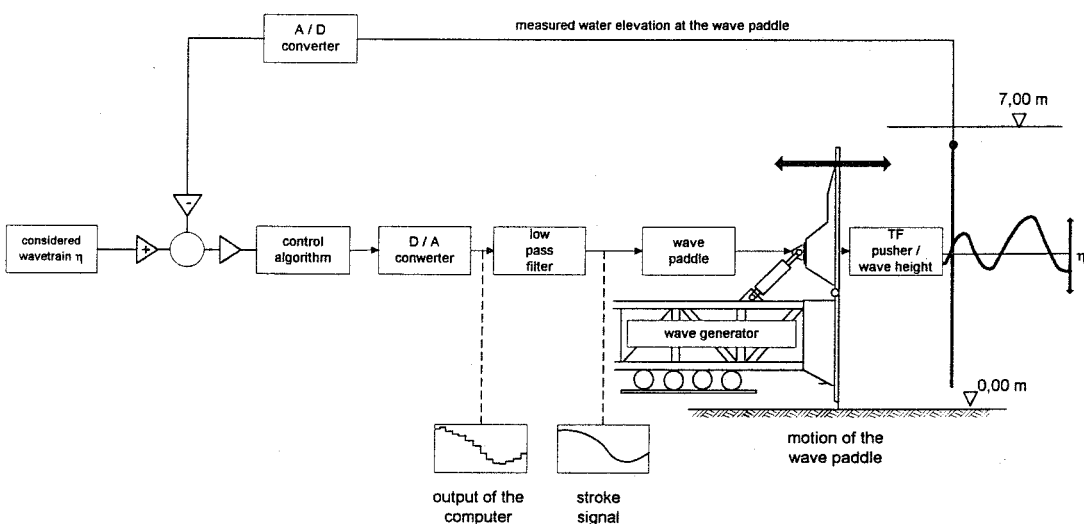 A / D
converter
measured water elevation at the wave paddle
7,00 m
-
considered
wavetrain η
+
control
algorithm
D / A
converter
low
pass
filter
wave
paddle
TF
pusher /
wave height
η
wave generator
0,00 m
motion of the
wave paddle
output of the
computer
stroke
signal